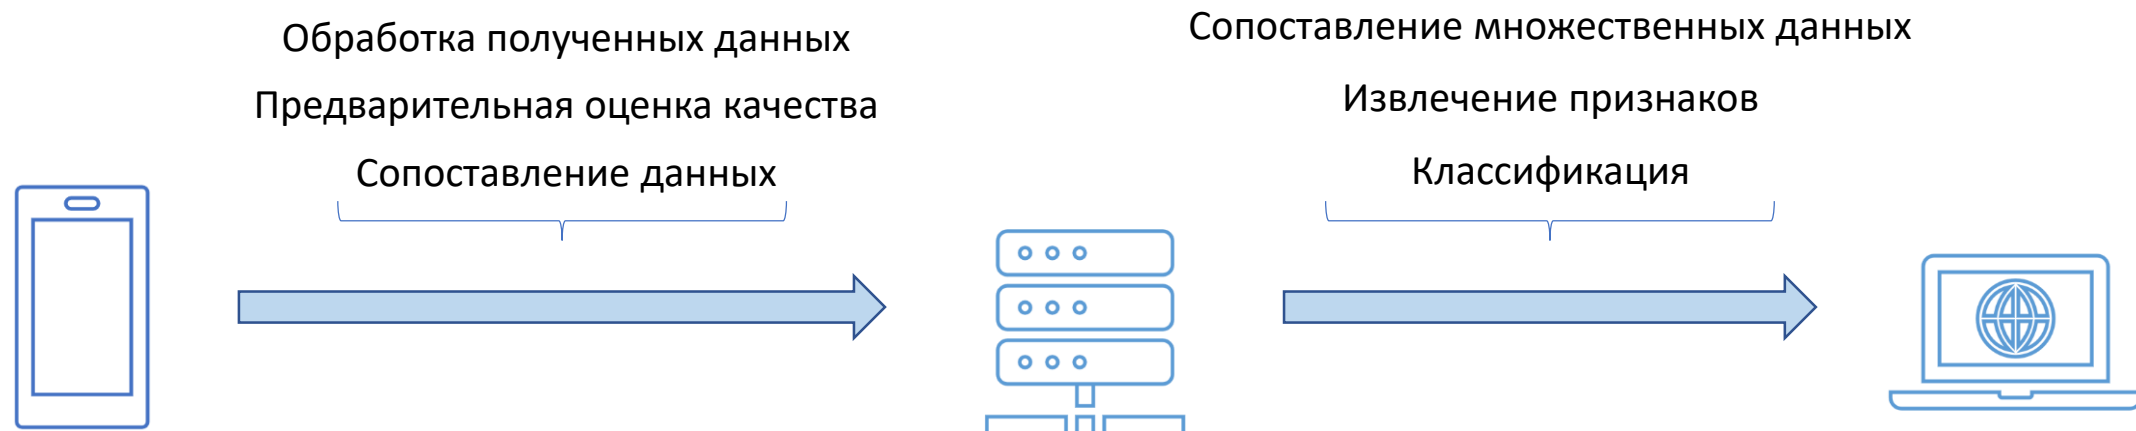 Обработка полученных данных
Предварительная оценка качества
Сопоставление данных
Сопоставление множественных данных
Извлечение признаков
Классификация